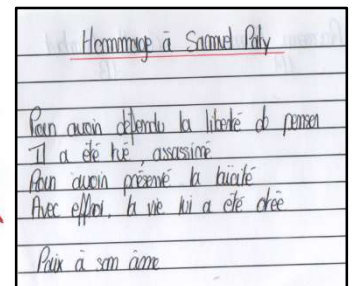 Hommage à Samuel Paty
Pour avoir défendu la liberté de penser
Il a été tué, assassiné
Pour avoir préservé la laïcité
Avec effroi, la vie lui a été ôtée
Paix à son âme